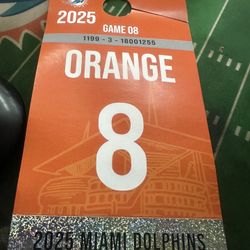 2025
GAME 08
1199 - 3 - 18001255
ORANGE
8
2025 MIAMI DOLPHINS